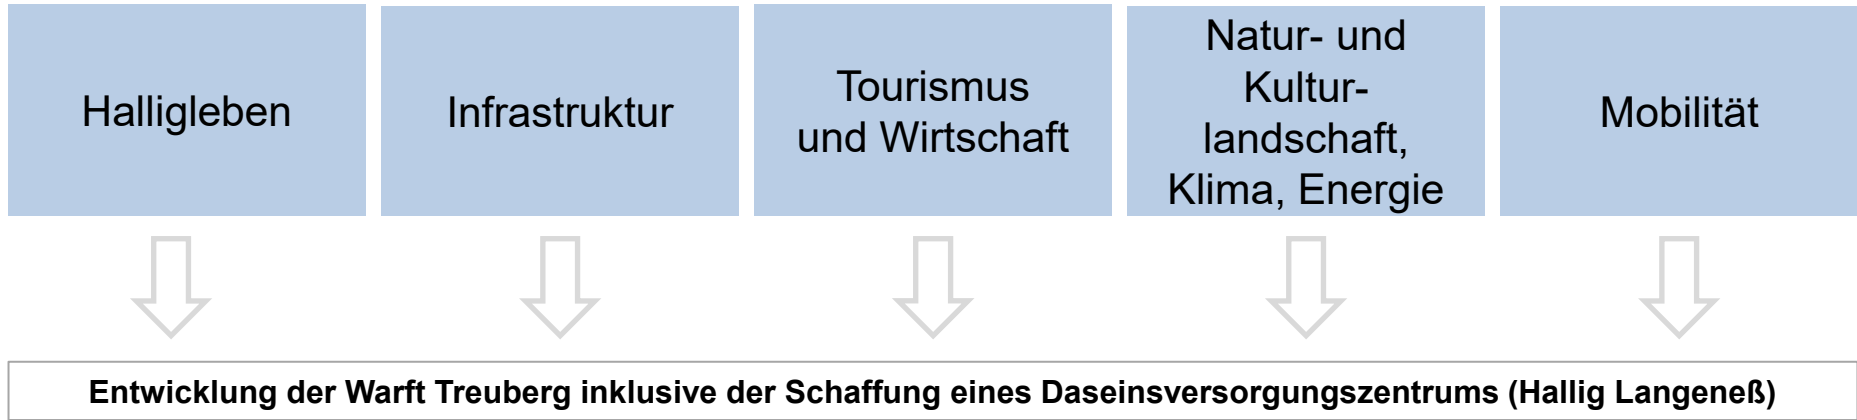 Halligleben
Infrastruktur
Tourismus
und Wirtschaft
Natur- und
Kultur-
landschaft,
Klima, Energie
Mobilität
Entwicklung der Warft Treuberg inklusive der Schaffung eines Daseinsversorgungszentrums (Hallig Langeneß)